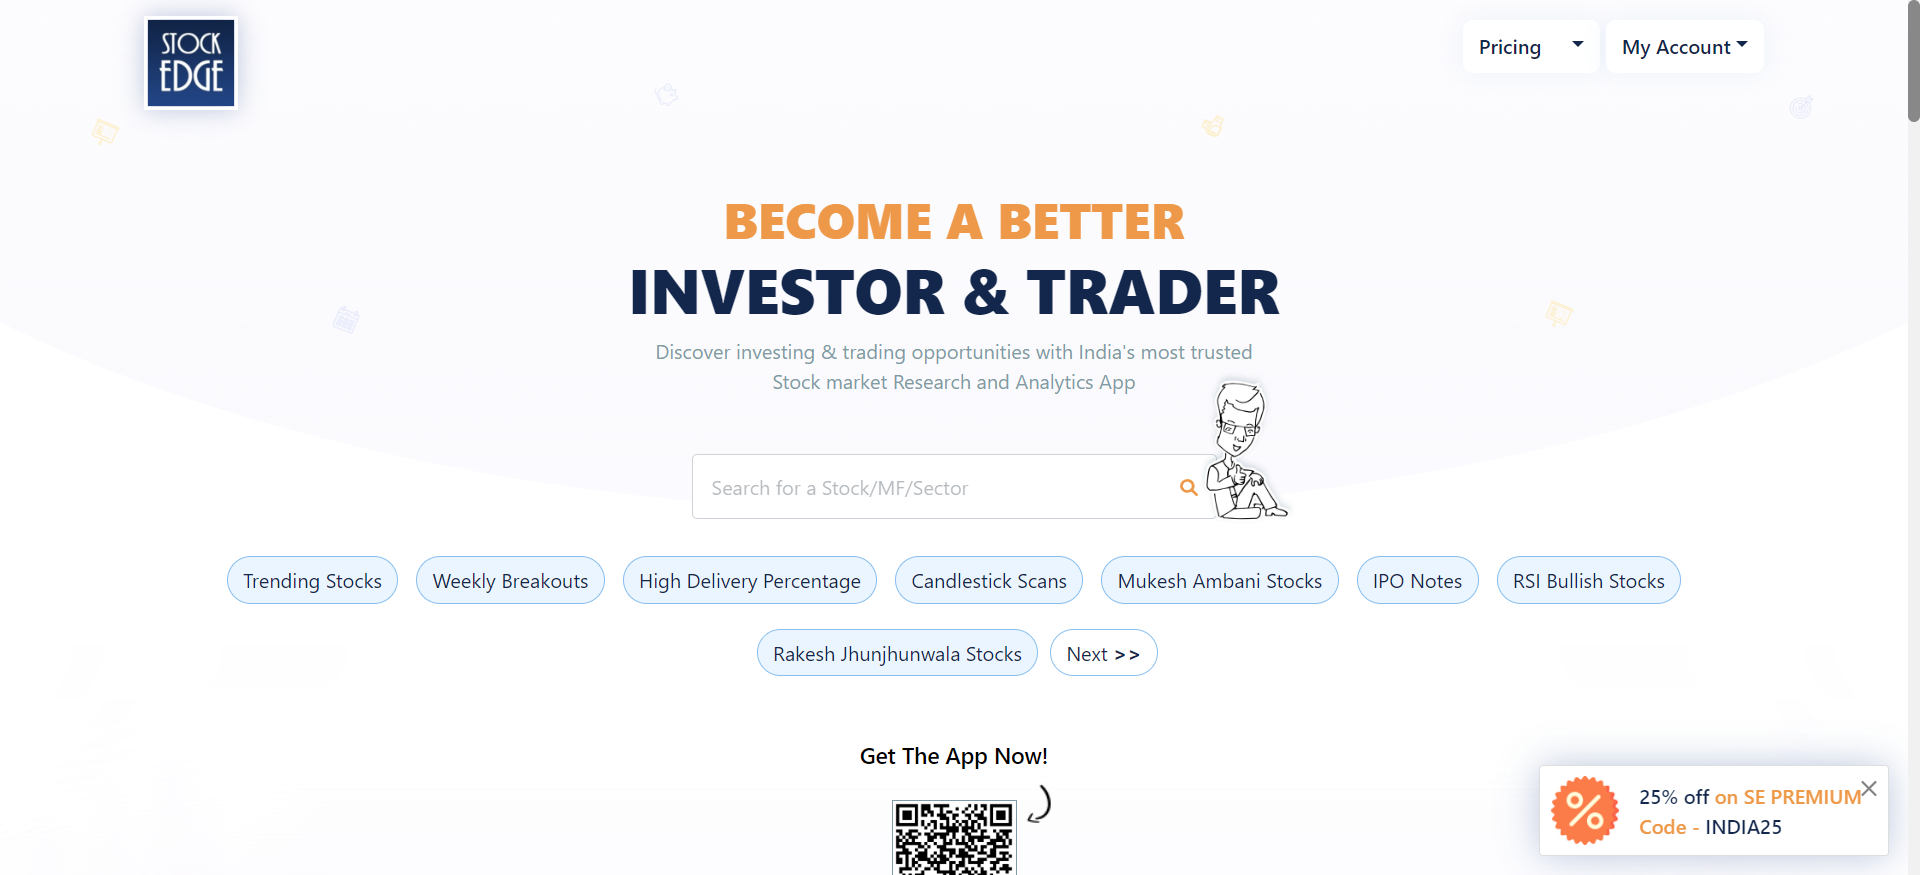 STOCK
EDGE
Pricing
My Account
BECOME A BETTER
INVESTOR & TRADER
Discover investing & trading opportunities with India's most trusted
Stock market Research and Analytics App
Search for a Stock/MF/Sector
Trending Stocks
Weekly Breakouts
High Delivery Percentage
Candlestick Scans
Mukesh Ambani Stocks
IPO Notes
RSI Bullish Stocks
Rakesh Jhunjhunwala Stocks
Next >>
Get The App Now!
25% off on SE PREMIUM
Code - INDIA25